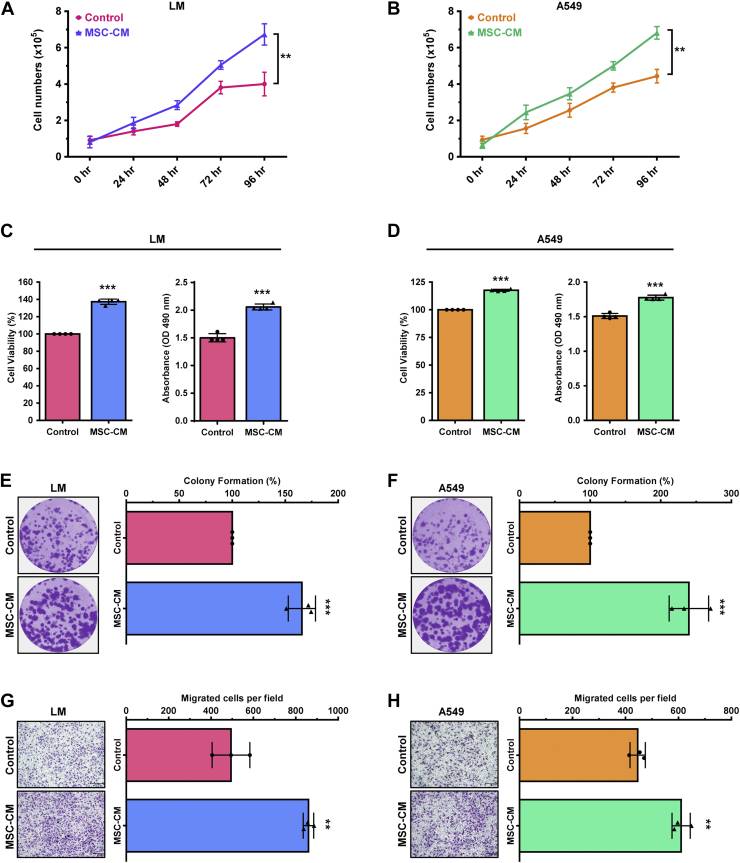 A
LM
Control
MSC-CM
Cell numbers (x10⁵)
8
6
4
2
0
**
0 hr
24 hr
48 hr
72 hr
96 hr
B
A549
Control
MSC-CM
Cell numbers (x10⁵)
8
6
4
2
0
**
0 hr
24 hr
48 hr
72 hr
96 hr
C
LM
Cell Viability (%)
160
140
120
100
80
60
40
20
0
***
Control
MSC-CM
Absorbance (OD 490 nm)
2.5
2.0
1.5
1.0
0.5
0.0
***
Control
MSC-CM
D
A549
Cell Viability (%)
125
100
75
50
25
0
***
Control
MSC-CM
Absorbance (OD 490 nm)
2.0
1.5
1.0
0.5
0.0
***
Control
MSC-CM
E
LM
Control
MSC-CM
Colony Formation (%)
0
50
100
150
200
Control
MSC-CM
***
F
A549
Control
MSC-CM
Colony Formation (%)
0
100
200
300
Control
MSC-CM
***
G
LM
Control
MSC-CM
Migrated cells per field
0
200
400
600
800
1000
Control
MSC-CM
**
H
A549
Control
MSC-CM
Migrated cells per field
0
200
400
600
800
Control
MSC-CM
**